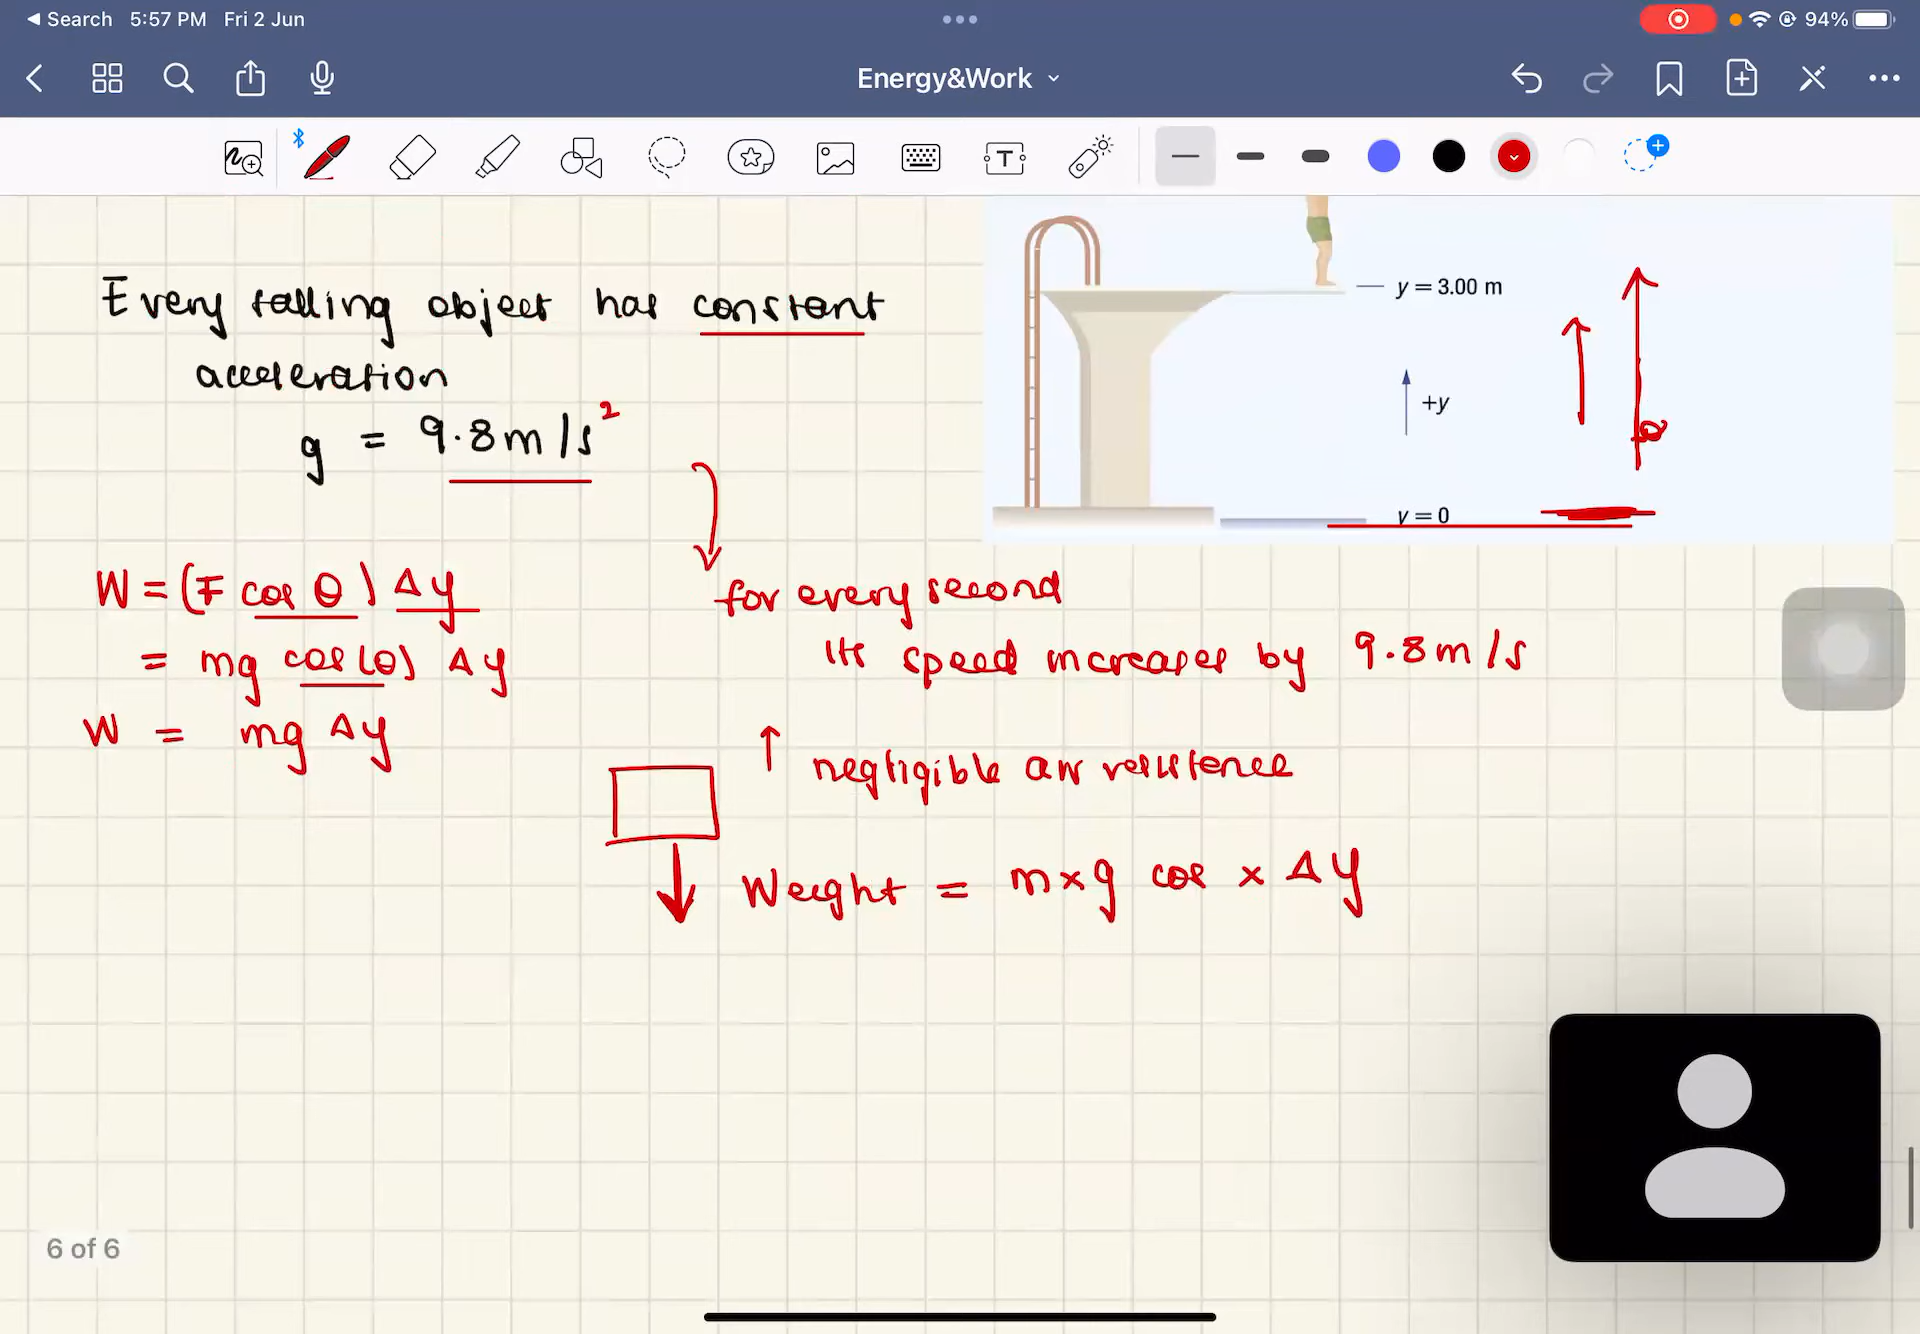 Search 5:57 PM Fri 2 Jun
94%
Energy&Work
T
Every falling object has constant
acceleration
g = 9.8m/s²
y = 3.00 m
+y
y = 0
W = (F cos θ) Δy
= mg cos(0) Δy
W = mg Δy
for every second
its speed increases by 9.8m/s
↑ negligible air resistence
Weight = m×g cos × Δy
6 of 6